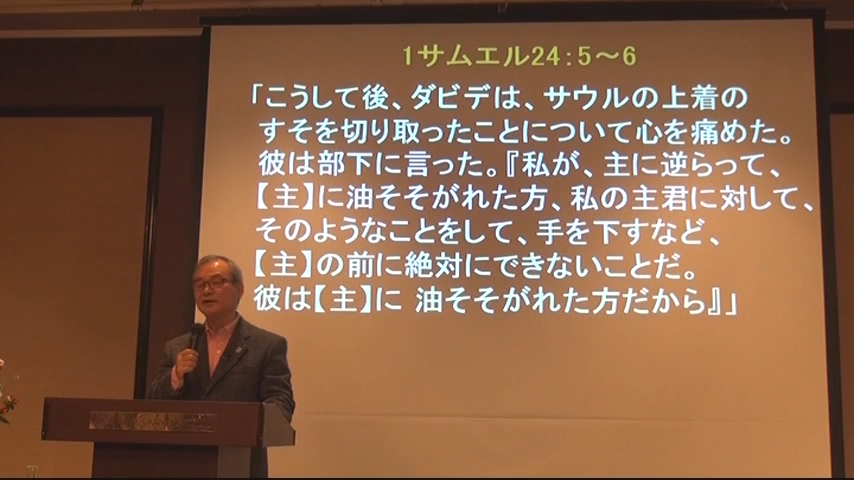 1サムエル24：5～6
「こうして後、ダビデは、サウルの上着の
すそを切り取ったことについて心を痛めた。
彼は部下に言った。『私が、主に逆らって、
【主】に油そそがれた方、私の主君に対して、
そのようなことをして、手を下すなど、
【主】の前に絶対にできないことだ。
彼は【主】に 油そそがれた方だから』」